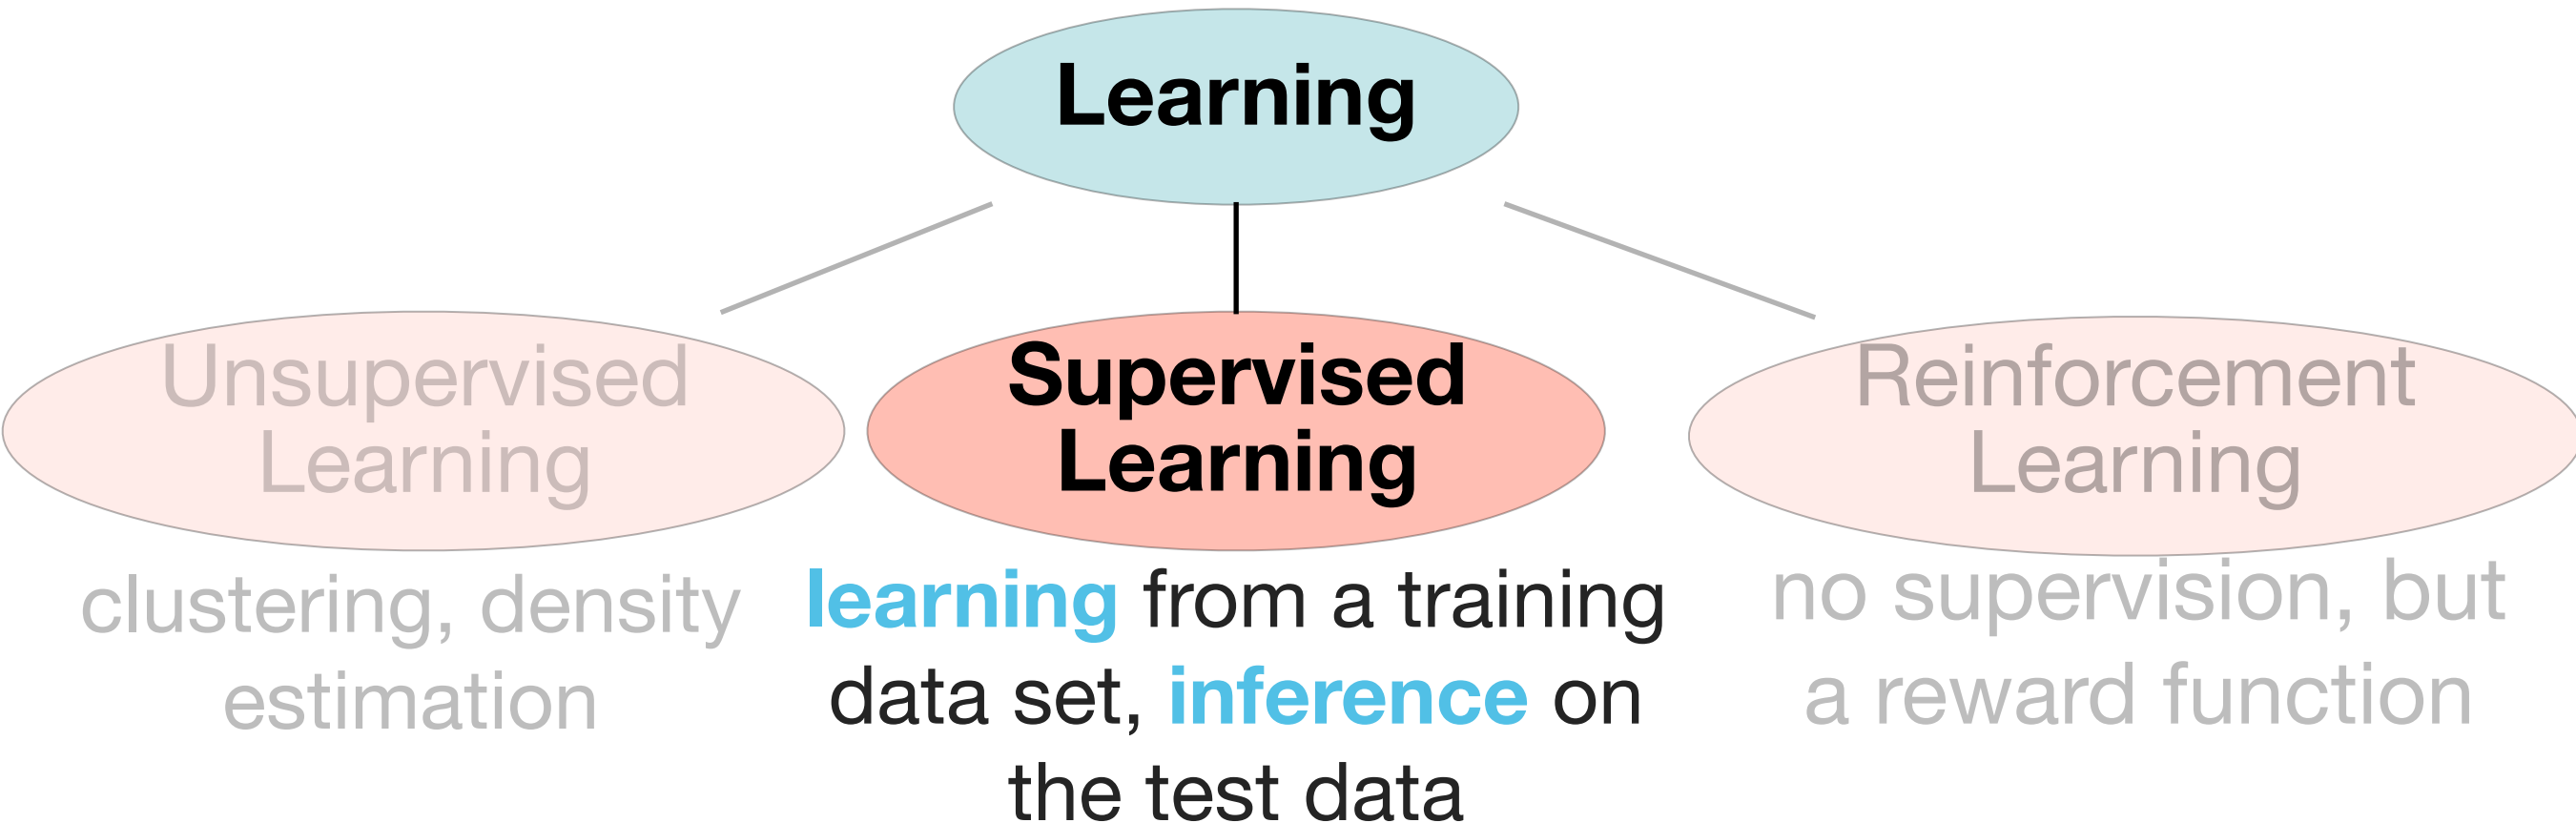 Learning
Unsupervised
Learning
clustering, density
estimation
Supervised
Learning
learning from a training
data set, inference on
the test data
Reinforcement
Learning
no supervision, but
a reward function